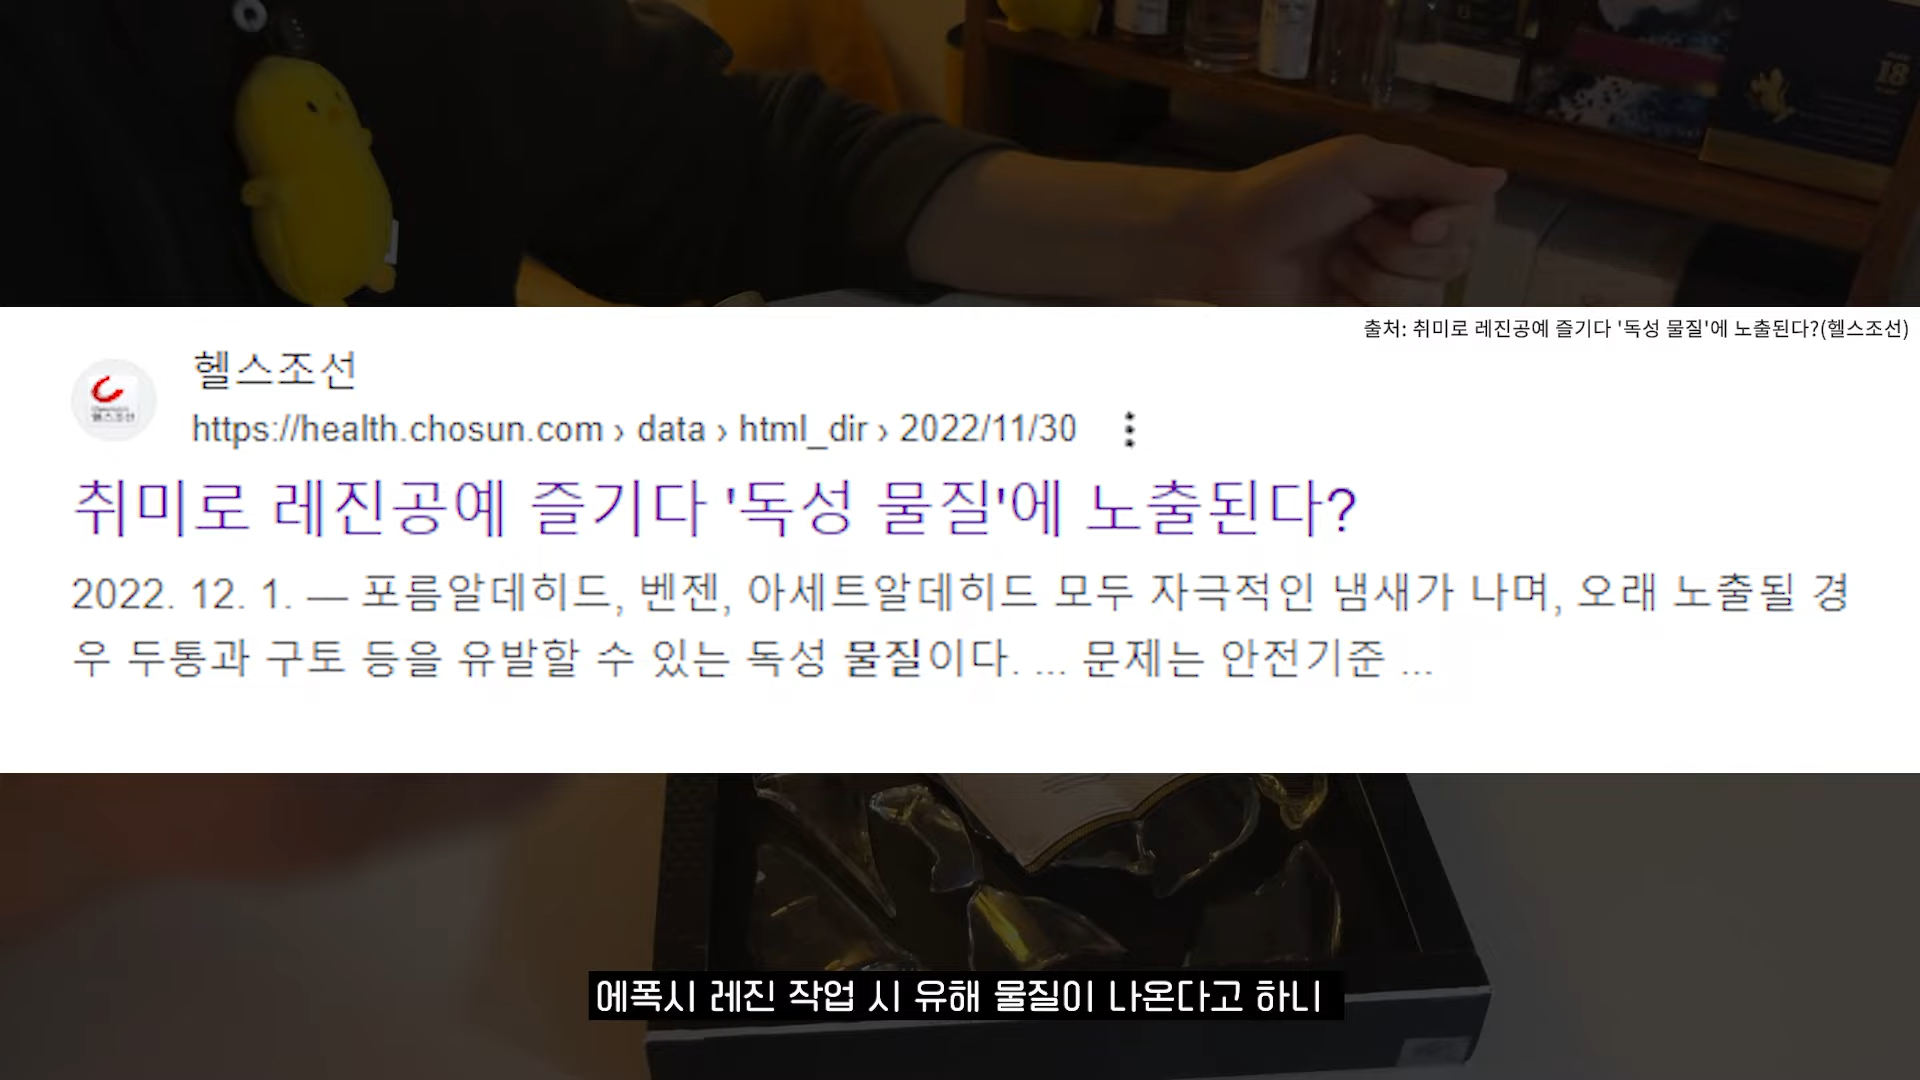 18
출처: 취미로 레진공예 즐기다 '독성 물질'에 노출된다?(헬스조선)
헬스조선
https://health.chosun.com › data › html_dir › 2022/11/30
취미로 레진공예 즐기다 '독성 물질'에 노출된다?
2022. 12. 1. — 포름알데히드, 벤젠, 아세트알데히드 모두 자극적인 냄새가 나며, 오래 노출될 경
우 두통과 구토 등을 유발할 수 있는 독성 물질이다. ... 문제는 안전기준 ...
에폭시 레진 작업 시 유해 물질이 나온다고 하니